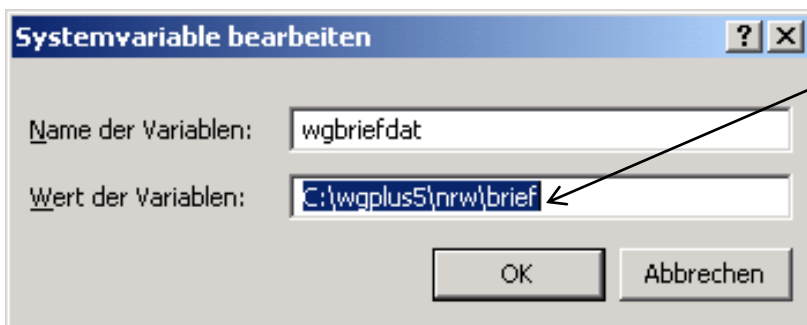 Systemvariable bearbeiten
Name der Variablen: wgbriefdat
Wert der Variablen: C:\wgplus5\nrw\brief
OK Abbrechen